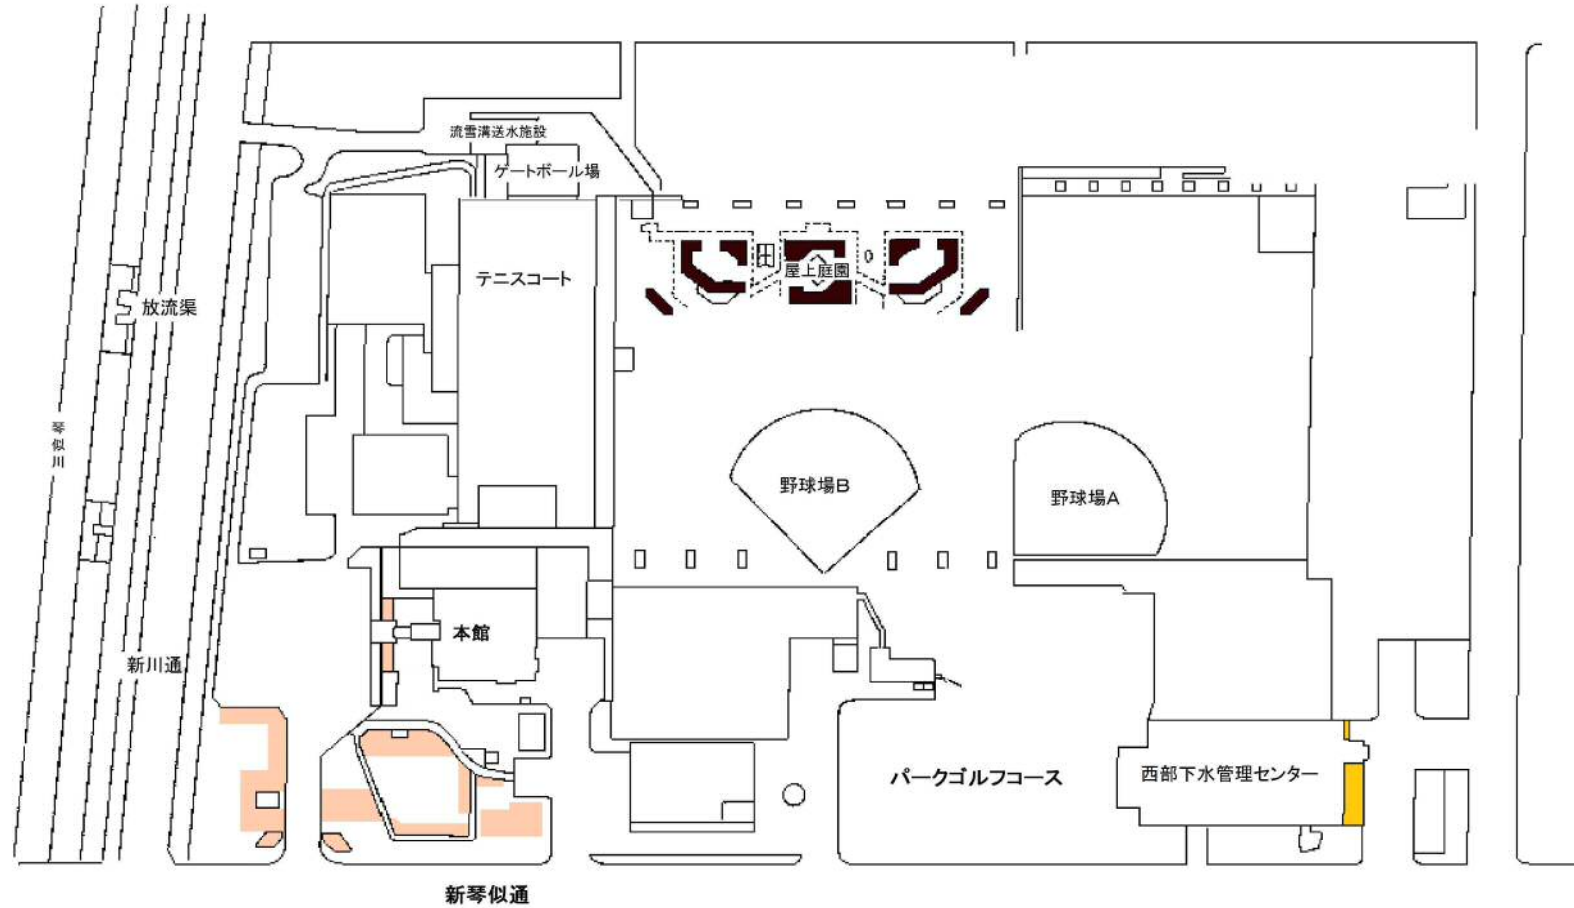 流雪溝送水施設
ゲートボール場
テニスコート
屋上庭園
放流渠
野球場B
野球場A
本館
新川通
パークゴルフコース
西部下水管理センター
新琴似通